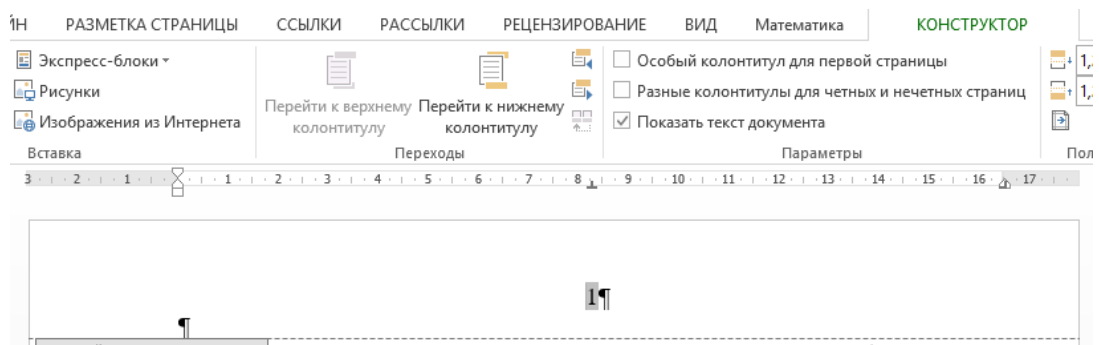 ЙН РАЗМЕТКА СТРАНИЦЫ ССЫЛКИ РАССЫЛКИ РЕЦЕНЗИРОВАНИЕ ВИД Математика КОНСТРУКТОР
Экспресс-блоки
Рисунки
Изображения из Интернета
Вставка
Перейти к верхнему колонтитулу
Перейти к нижнему колонтитулу
Переходы
Особый колонтитул для первой страницы
Разные колонтитулы для четных и нечетных страниц
Показать текст документа
Параметры
1,
1,
Пол
3 2 1 1 2 3 4 5 6 7 8 9 10 11 12 13 14 15 16 17
1¶
¶